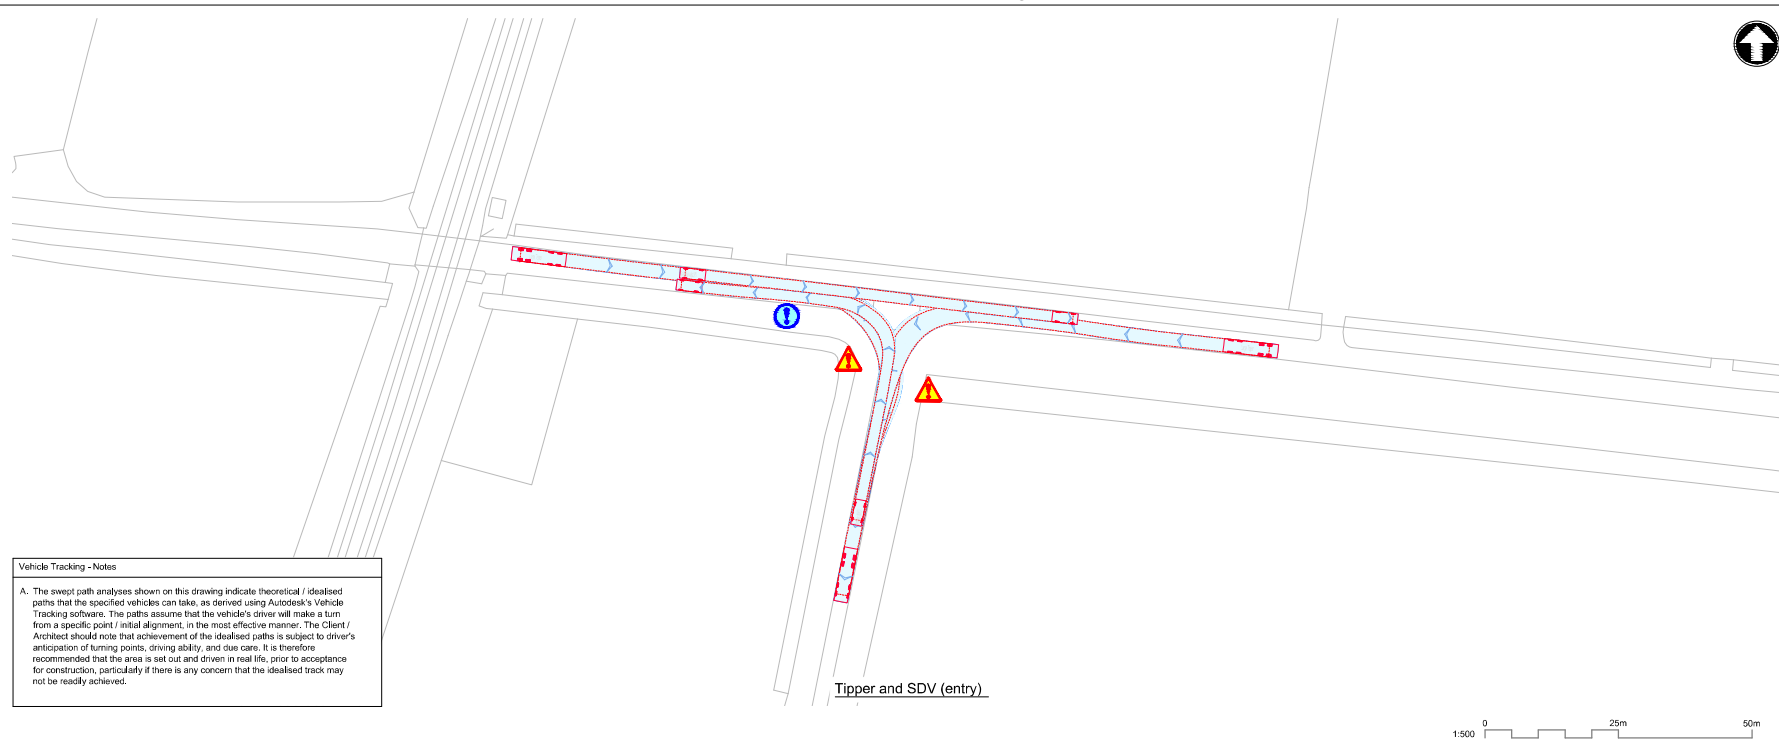 Vehicle Tracking - Notes
A. The swept path analyses shown on this drawing indicate theoretical / idealised
paths that the specified vehicles can take, as derived using Autodesk's Vehicle
Tracking software. The paths assume that the vehicle's driver will make a turn
from a specific point / initial alignment, in the most effective manner. The Client /
Architect should note that achievement of the idealised paths is subject to driver's
anticipation of turning points, driving ability, and due care. It is therefore
recommended that the area is set out and driven in real life, prior to acceptance
for construction, particularly if there is any concern that the idealised track may
not be readily achieved.
Tipper and SDV (entry)
1:500 0 25m 50m